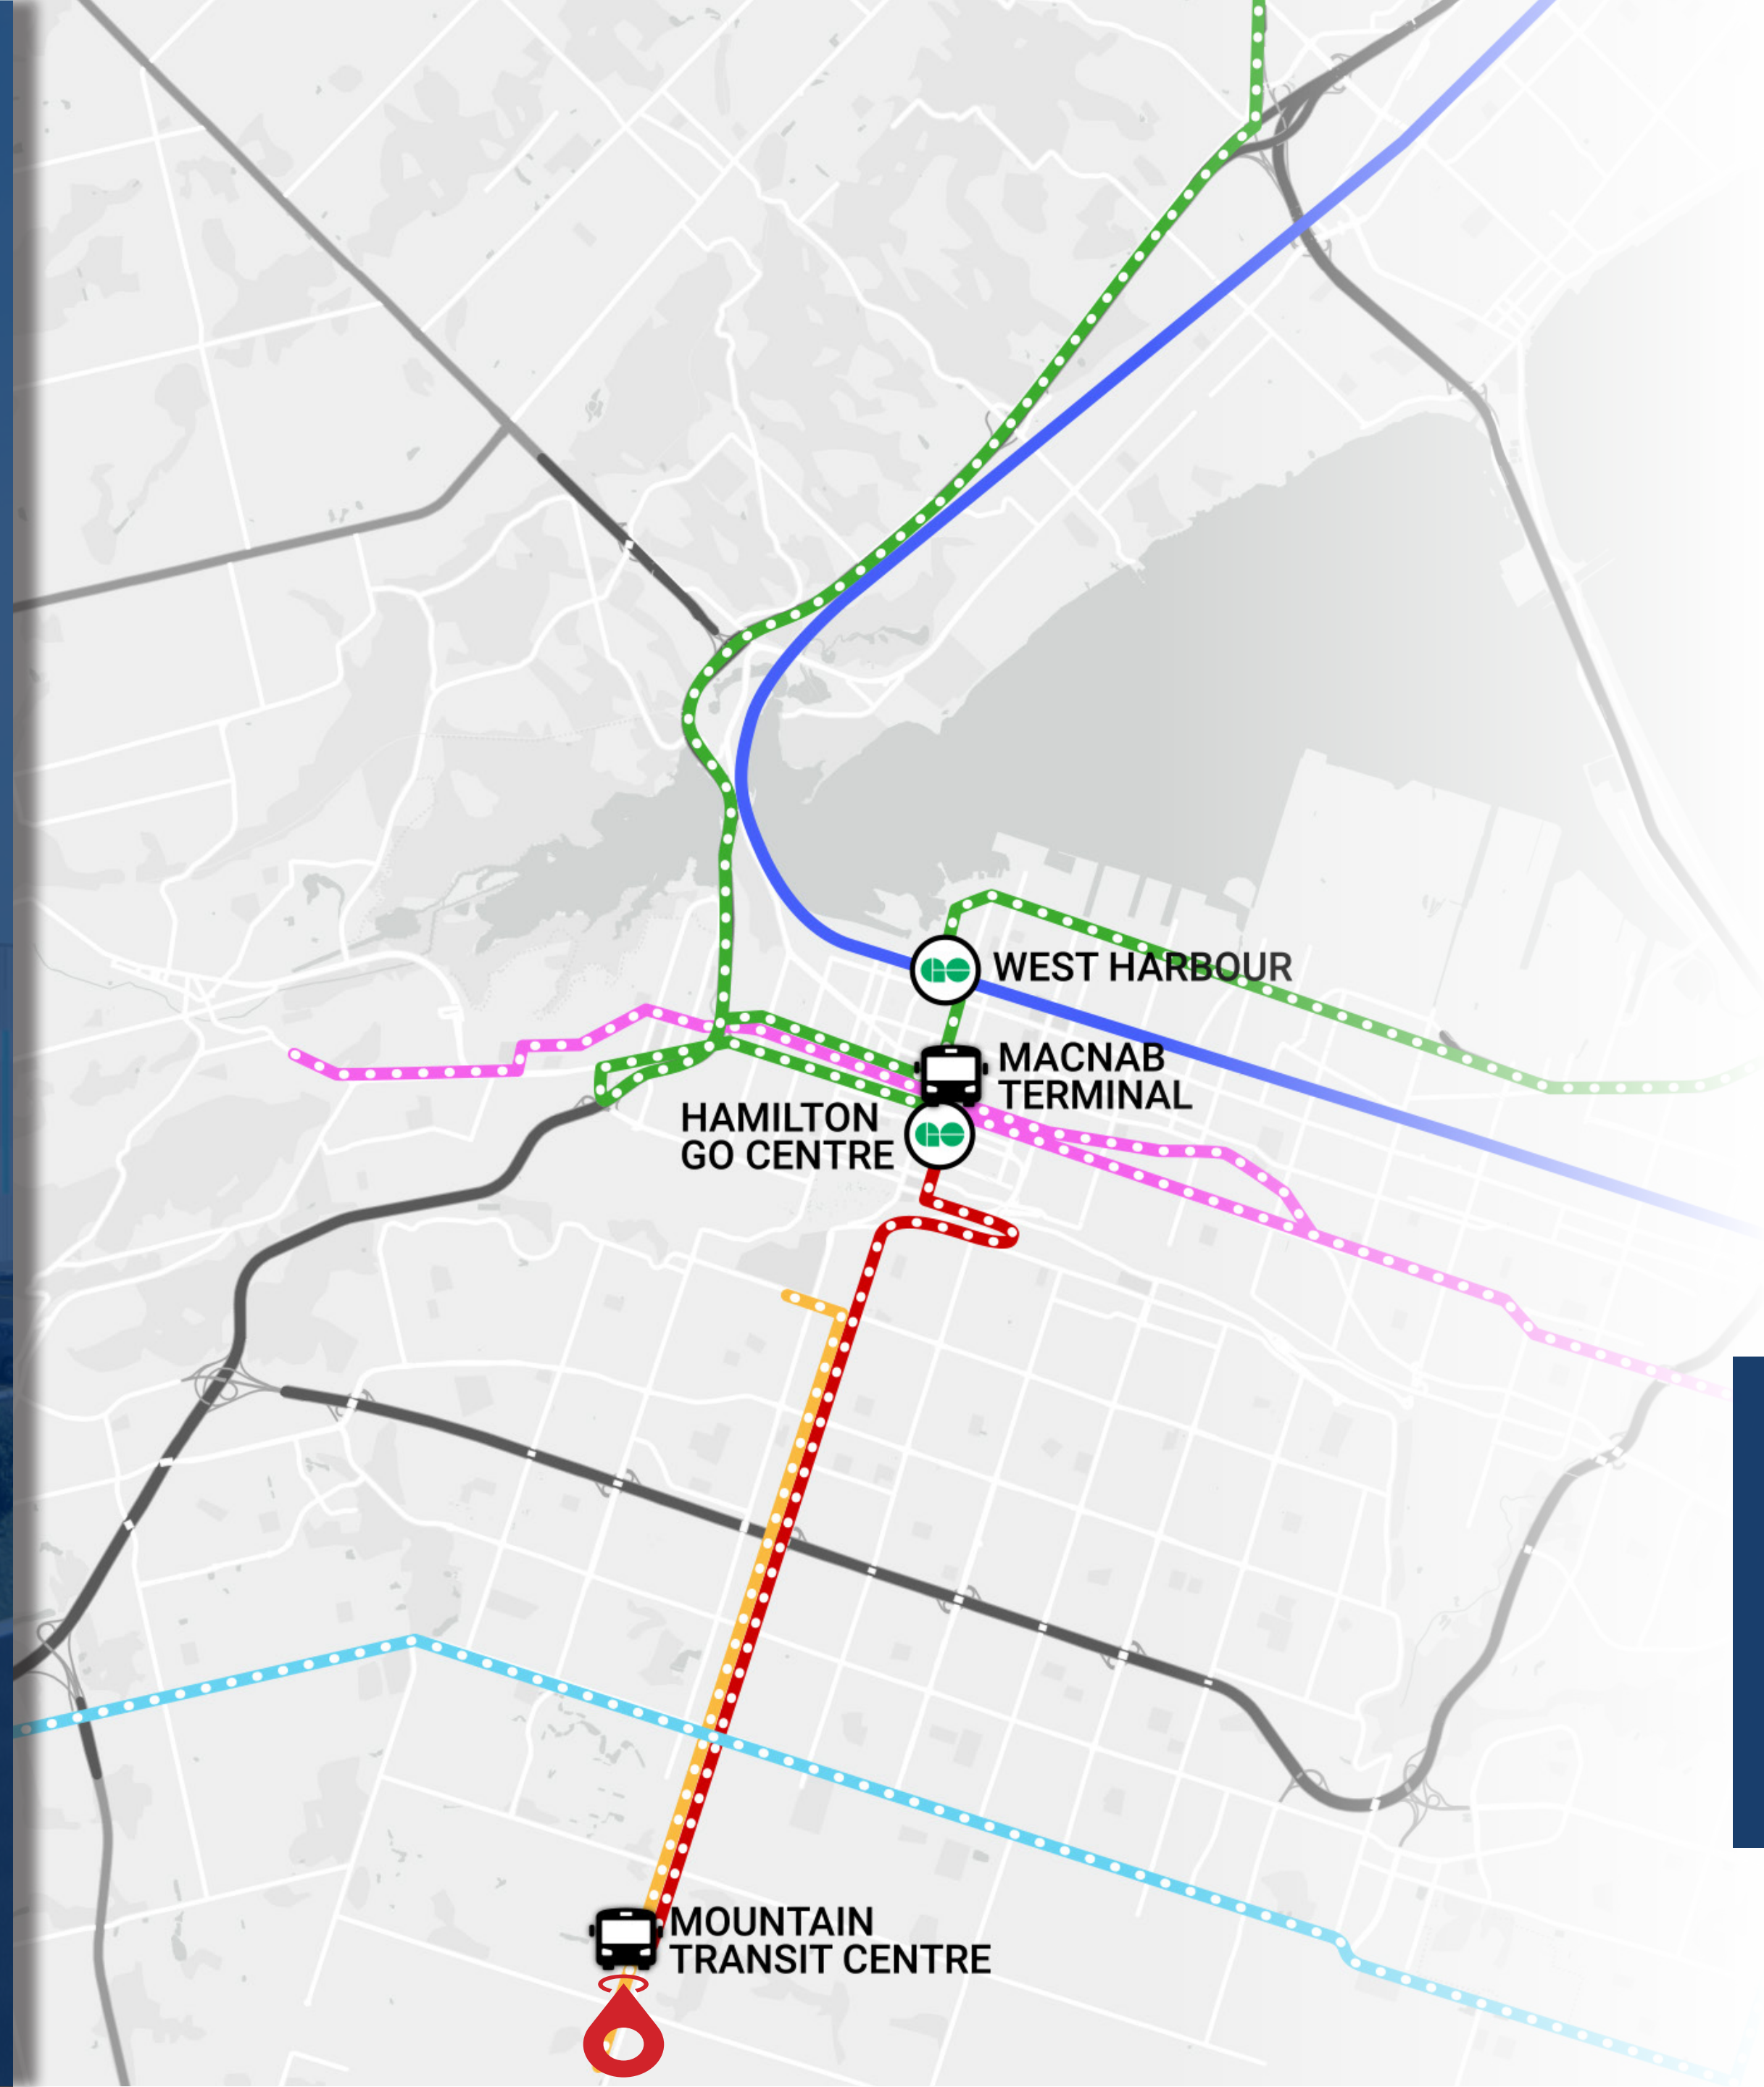 WEST HARBOUR
MACNAB
TERMINAL
HAMILTON
GO CENTRE
MOUNTAIN
TRANSIT CENTRE